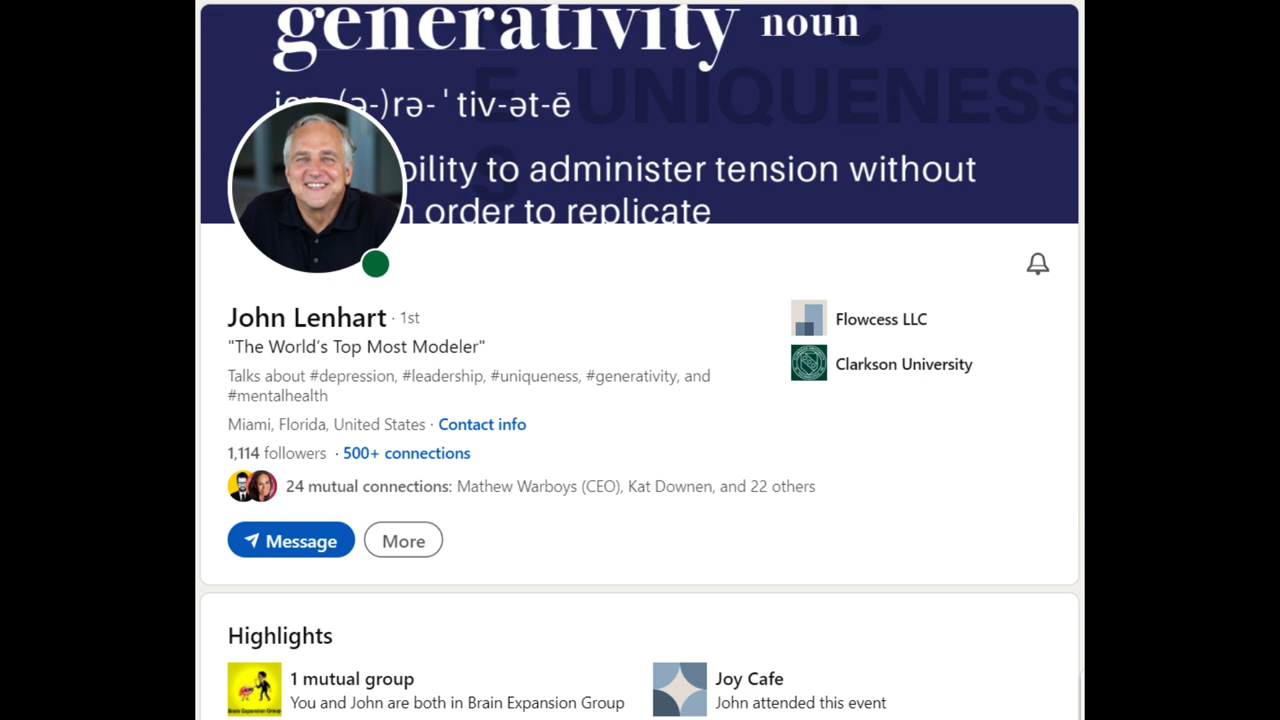 generativity noun
UNIQUENESS
(ə-)rə-ˈtiv-ət-ē
bility to administer tension without
order to replicate
John Lenhart · 1st
"The World's Top Most Modeler"
Talks about #depression, #leadership, #uniqueness, #generativity, and
#mentalhealth
Miami, Florida, United States · Contact info
1,114 followers · 500+ connections
24 mutual connections: Mathew Warboys (CEO), Kat Downen, and 22 others
Message
More
Flowcess LLC
Clarkson University
Highlights
1 mutual group
You and John are both in Brain Expansion Group
Brain Expansion Group
Joy Cafe
John attended this event